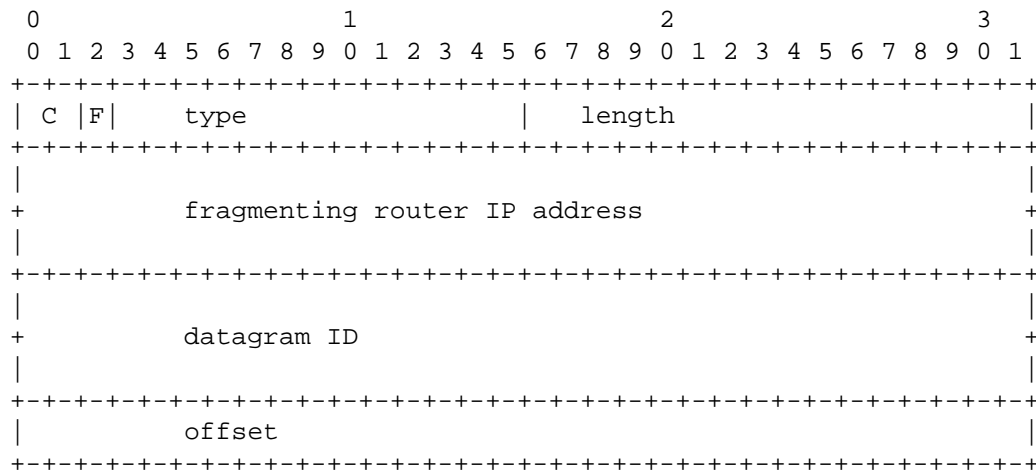 0                   1                   2                   3
 0 1 2 3 4 5 6 7 8 9 0 1 2 3 4 5 6 7 8 9 0 1 2 3 4 5 6 7 8 9 0 1
+-+-+-+-+-+-+-+-+-+-+-+-+-+-+-+-+-+-+-+-+-+-+-+-+-+-+-+-+-+-+-+-+
| C |F|    type                 |   length                      |
+-+-+-+-+-+-+-+-+-+-+-+-+-+-+-+-+-+-+-+-+-+-+-+-+-+-+-+-+-+-+-+-+
|                                                               |
+          fragmenting router IP address                        +
|                                                               |
+-+-+-+-+-+-+-+-+-+-+-+-+-+-+-+-+-+-+-+-+-+-+-+-+-+-+-+-+-+-+-+-+
|                                                               |
+          datagram ID                                          +
|                                                               |
+-+-+-+-+-+-+-+-+-+-+-+-+-+-+-+-+-+-+-+-+-+-+-+-+-+-+-+-+-+-+-+-+
|          offset                                               |
+-+-+-+-+-+-+-+-+-+-+-+-+-+-+-+-+-+-+-+-+-+-+-+-+-+-+-+-+-+-+-+-+